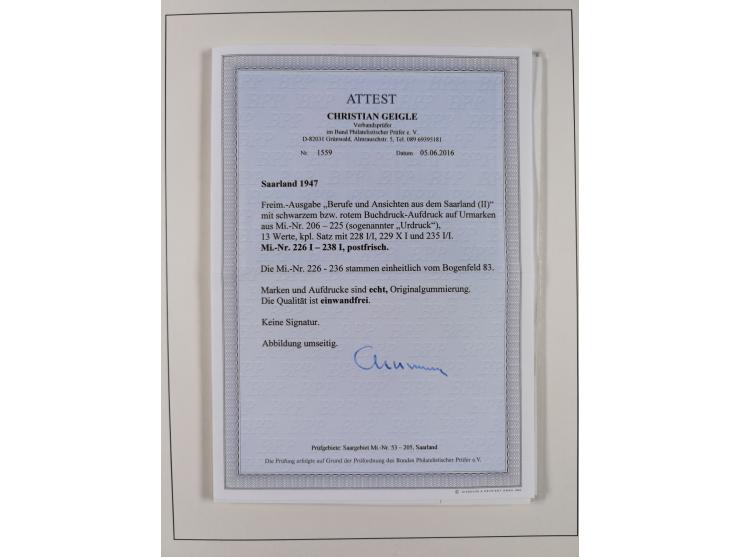 ATTEST
CHRISTIAN GEIGLE
Verbandsprüfer
im Bund Philatelistischer Prüfer e. V.
D-82031 Grünwald, Almrauschstr. 5, Tel. 089 69395181
Nr. 1559 Datum 05.06.2016
Saarland 1947
Freim.-Ausgabe „Berufe und Ansichten aus dem Saarland (II)“
mit schwarzem bzw. rotem Buchdruck-Aufdruck auf Urmarken
aus Mi.-Nr. 206 – 225 (sogenannter „Urdruck“),
13 Werte, kpl. Satz mit 228 I/I, 229 X I und 235 I/I.
Mi.-Nr. 226 I – 238 I, postfrisch.
Die Mi.-Nr. 226 - 236 stammen einheitlich vom Bogenfeld 83.
Marken und Aufdrucke sind echt, Originalgummierung.
Die Qualität ist einwandfrei.
Keine Signatur.
Abbildung umseitig.
Prüfgebiete: Saargebiet Mi.-Nr. 53 – 205, Saarland
Die Prüfung erfolgte auf Grund der Prüfordnung des Bundes Philatelistischer Prüfer e.V.